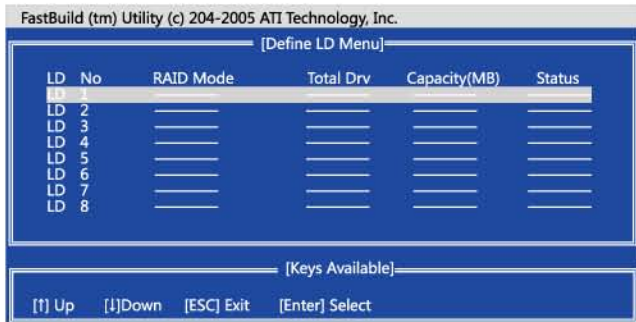 FastBuild (tm) Utility (c) 204-2005 ATI Technology, Inc.
[Define LD Menu]
LD No RAID Mode Total Drv Capacity(MB) Status
LD 1
LD 2
LD 3
LD 4
LD 5
LD 6
LD 7
LD 8
[Keys Available]
[↑] Up [↓]Down [ESC] Exit [Enter] Select